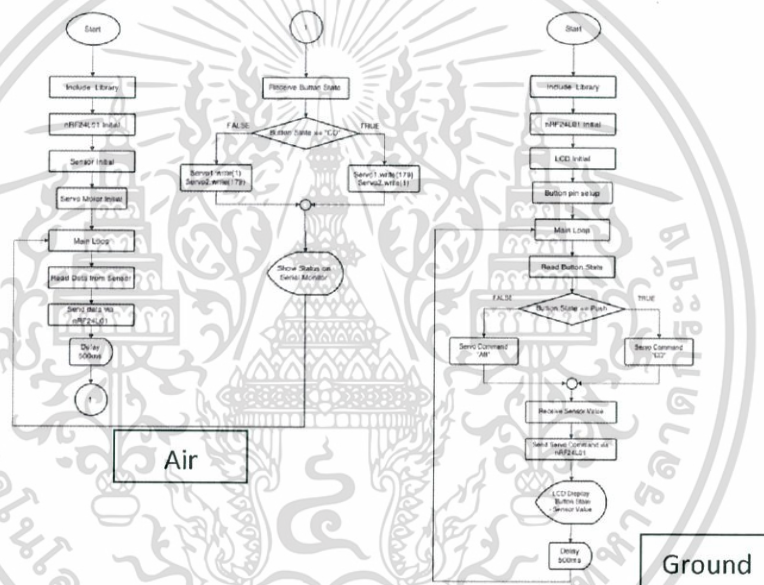 Start
Include Library
nRF24L01 Initial
Sensor Initial
Servo Motor Initial
Main Loop
Read Data from Sensor
Send data via
nRF24L01
Delay
500ms
1
Air
1
Receive Button State
Button State == "CD"
FALSE
TRUE
Servo1.write(1)
Servo2.write(179)
Servo1.write(179)
Servo2.write(1)
Show Status on
Serial Monitor
Start
Include Library
nRF24L01 Initial
LCD Initial
Button pin setup
Main Loop
Read Button State
Button State == Push
FALSE
TRUE
Servo Command
"AB"
Servo Command
"CD"
Receive Sensor Value
Send Servo Command via
nRF24L01
LCD Display
- Button State
- Sensor Value
Delay
500ms
Ground